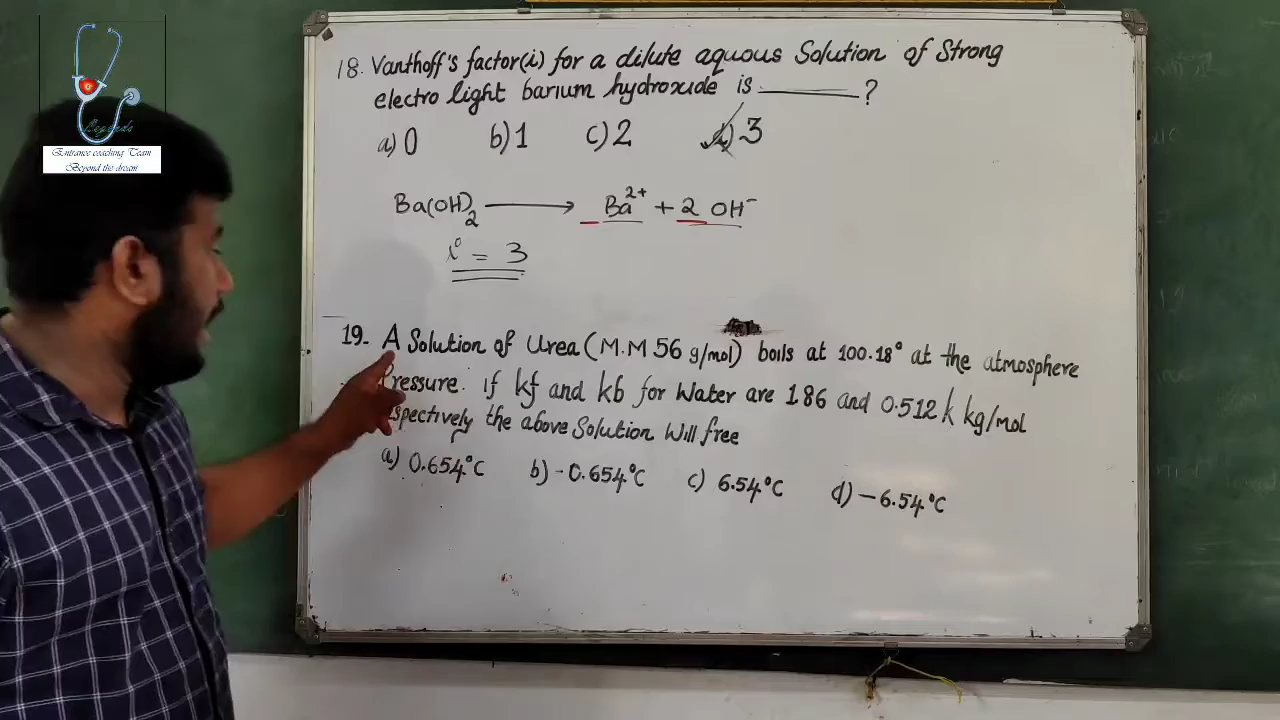 Legends
Entrance coaching Team
Beyond the dream
18. Vanthoff's factor(i) for a dilute aquous Solution of Strong
electro light barium hydroxide is ______ ?
a) 0 b) 1 c) 2 d) 3
Ba(OH)₂ ⟶ Ba²⁺ + 2 OH⁻
i = 3
19. A Solution of Urea (M.M 56 g/mol) boils at 100.18° at the atmosphere
Pressure. If kf and kb for Water are 1.86 and 0.512 k kg/mol
spectively the above Solution Will free
a) 0.654°C b) -0.654°C c) 6.54°C d) -6.54°C